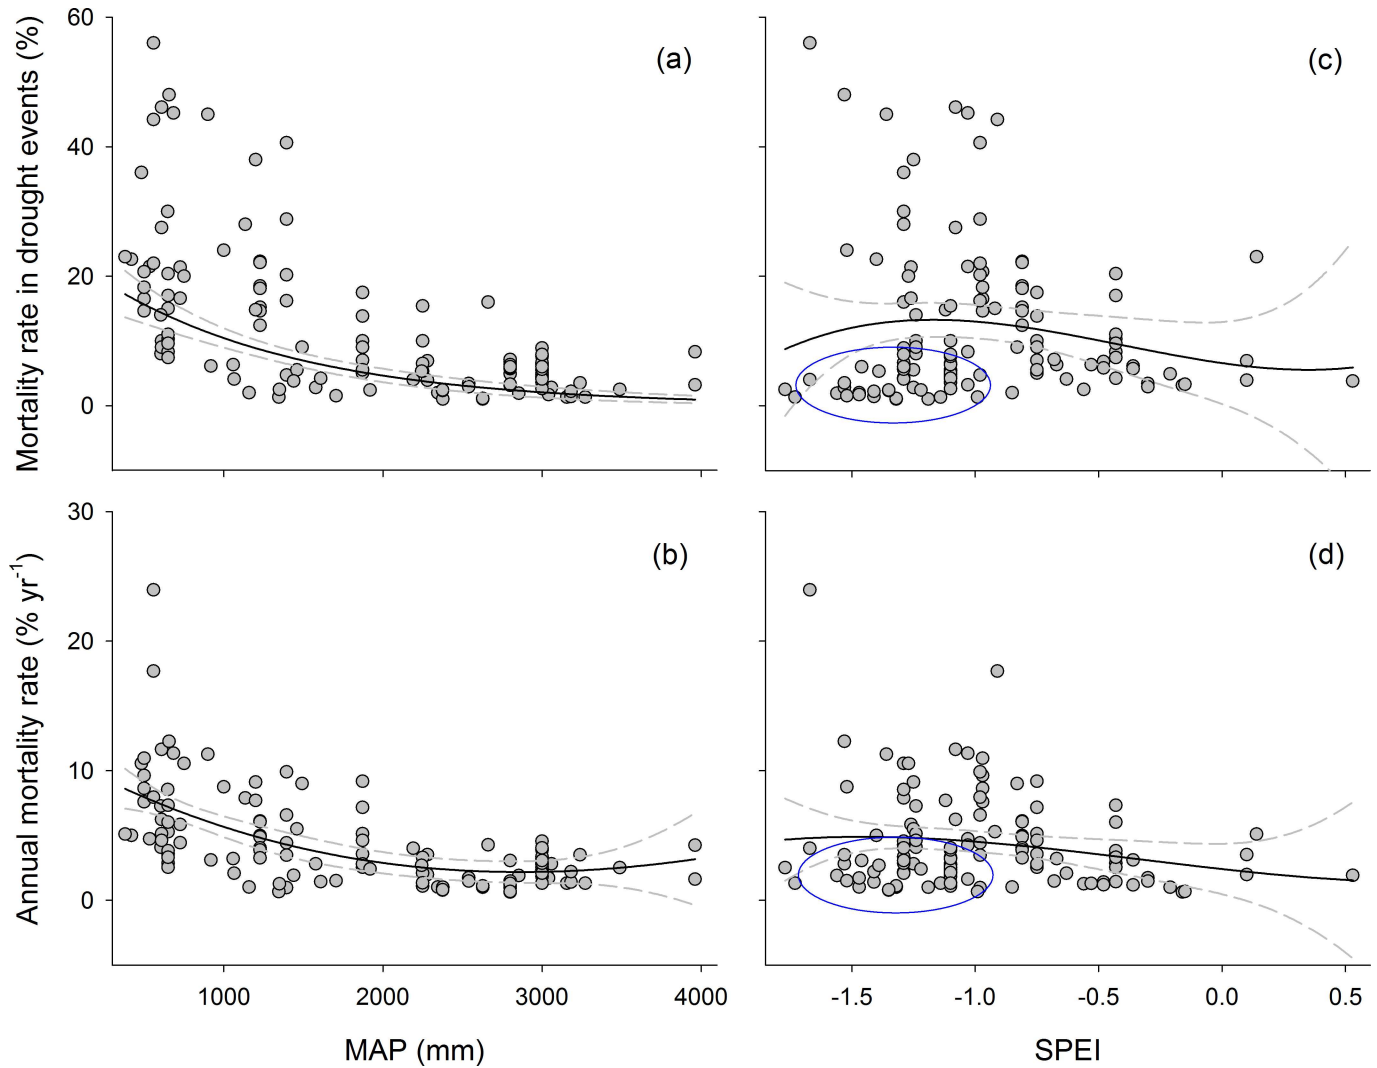 Mortality rate in drought events (%)
60
40
20
0
(a)
(c)
Annual mortality rate (% yr-1)
30
20
10
0
(b)
(d)
1000 2000 3000 4000
-1.5 -1.0 -0.5 0.0 0.5
MAP (mm)
SPEI